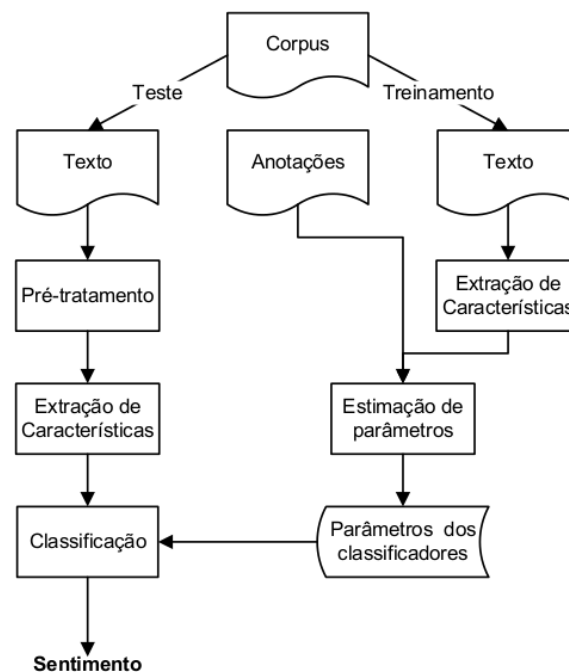 Corpus
Teste
Treinamento
Texto
Anotações
Texto
Pré-tratamento
Extração de
Características
Extração de
Características
Estimação de
parâmetros
Classificação
Parâmetros dos
classificadores
Sentimento